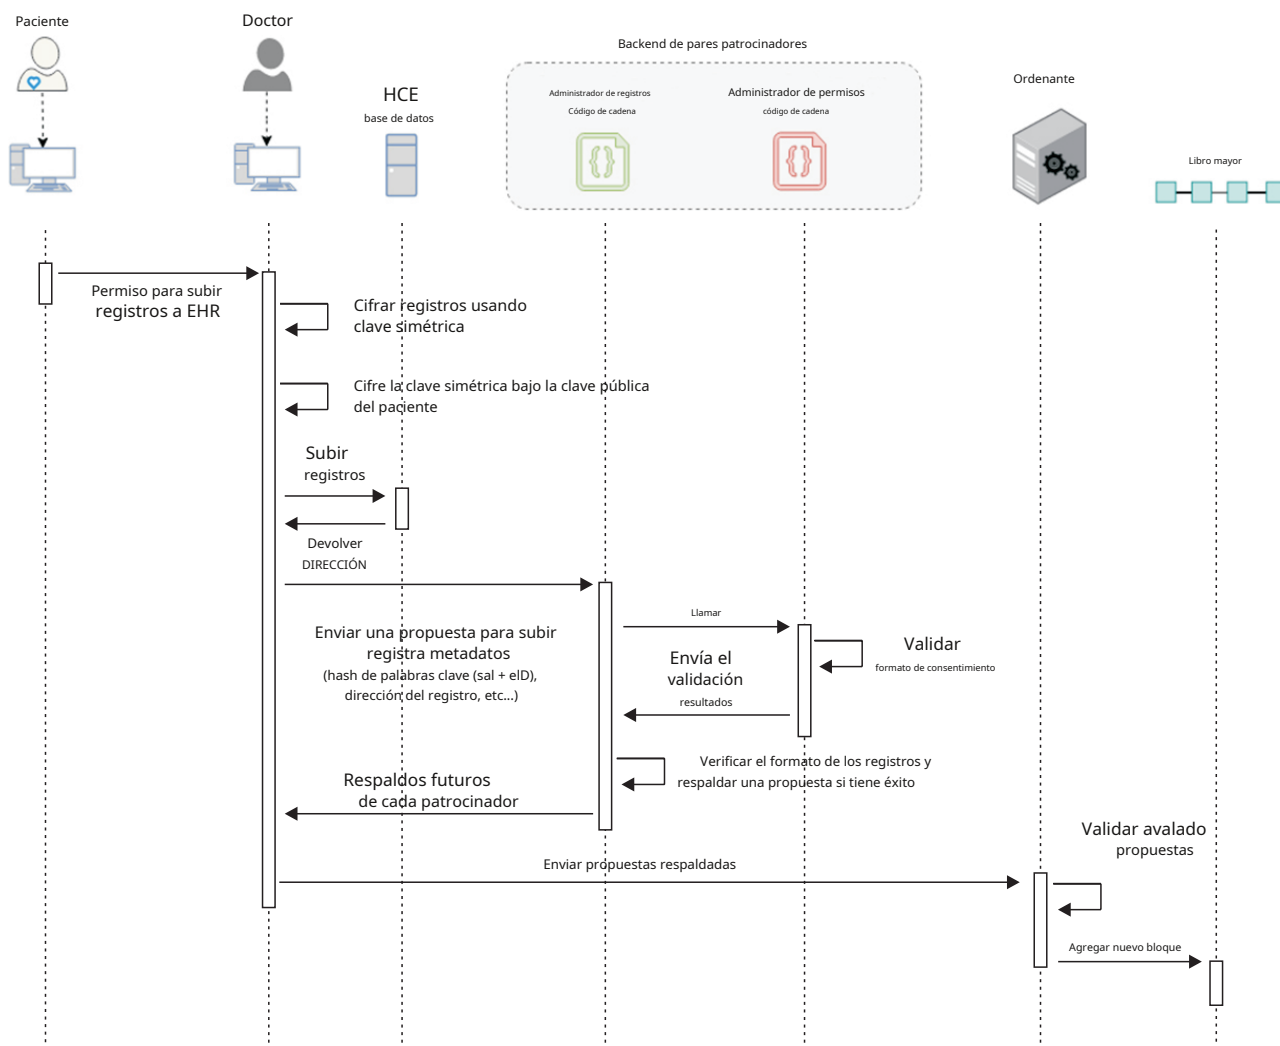 Paciente
Doctor
Backend de pares patrocinadores
HCE
base de datos
Administrador de registros
Código de cadena
Administrador de permisos
código de cadena
Ordenante
Libro mayor
Permiso para subir
registros a EHR
Cifrar registros usando
clave simétrica
Cifre la clave simétrica bajo la clave pública
del paciente
Subir
registros
Devolver
DIRECCIÓN
Enviar una propuesta para subir
registra metadatos
(hash de palabras clave (sal + eID),
dirección del registro, etc...)
Llamar
Validar
formato de consentimiento
Envía el
validación
resultados
Verificar el formato de los registros y
respaldar una propuesta si tiene éxito
Respaldos futuros
de cada patrocinador
Enviar propuestas respaldadas
Validar avalado
propuestas
Agregar nuevo bloque